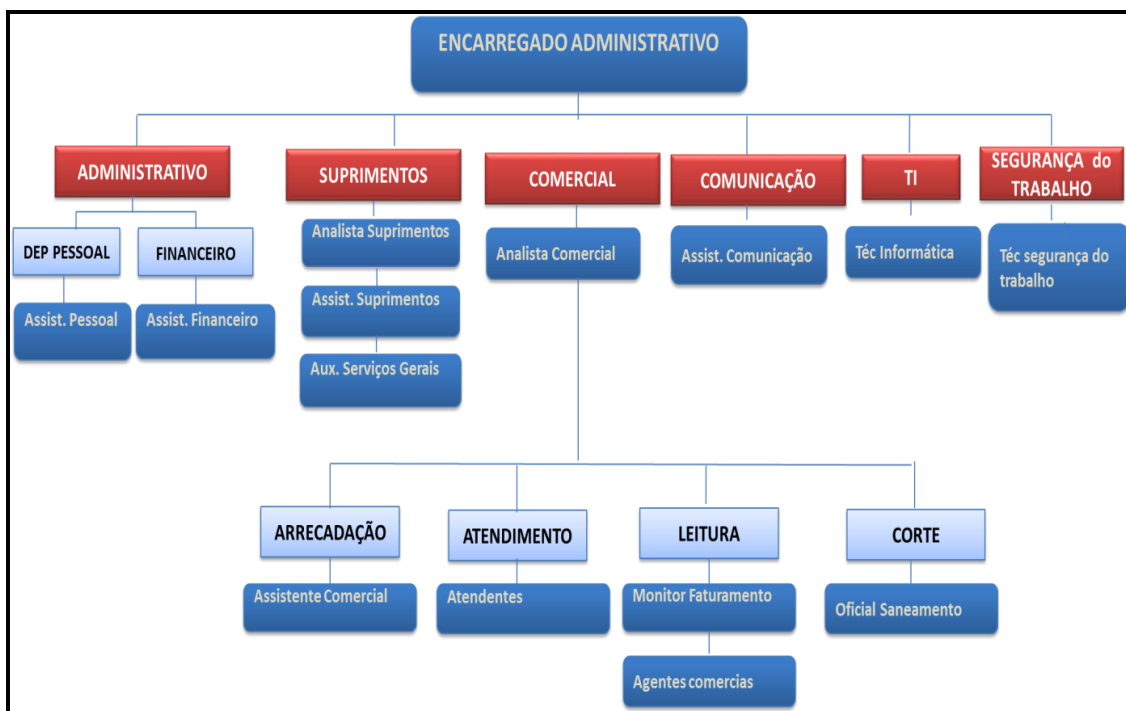 ENCARREGADO ADMINISTRATIVO
ADMINISTRATIVO
SUPRIMENTOS
COMERCIAL
COMUNICAÇÃO
TI
SEGURANÇA do
TRABALHO
DEP PESSOAL
FINANCEIRO
Analista Suprimentos
Analista Comercial
Assist. Comunicação
Téc Informática
Téc segurança do
trabalho
Assist. Pessoal
Assist. Financeiro
Assist. Suprimentos
Aux. Serviços Gerais
ARRECADAÇÃO
ATENDIMENTO
LEITURA
CORTE
Assistente Comercial
Atendentes
Monitor Faturamento
Oficial Saneamento
Agentes comercias